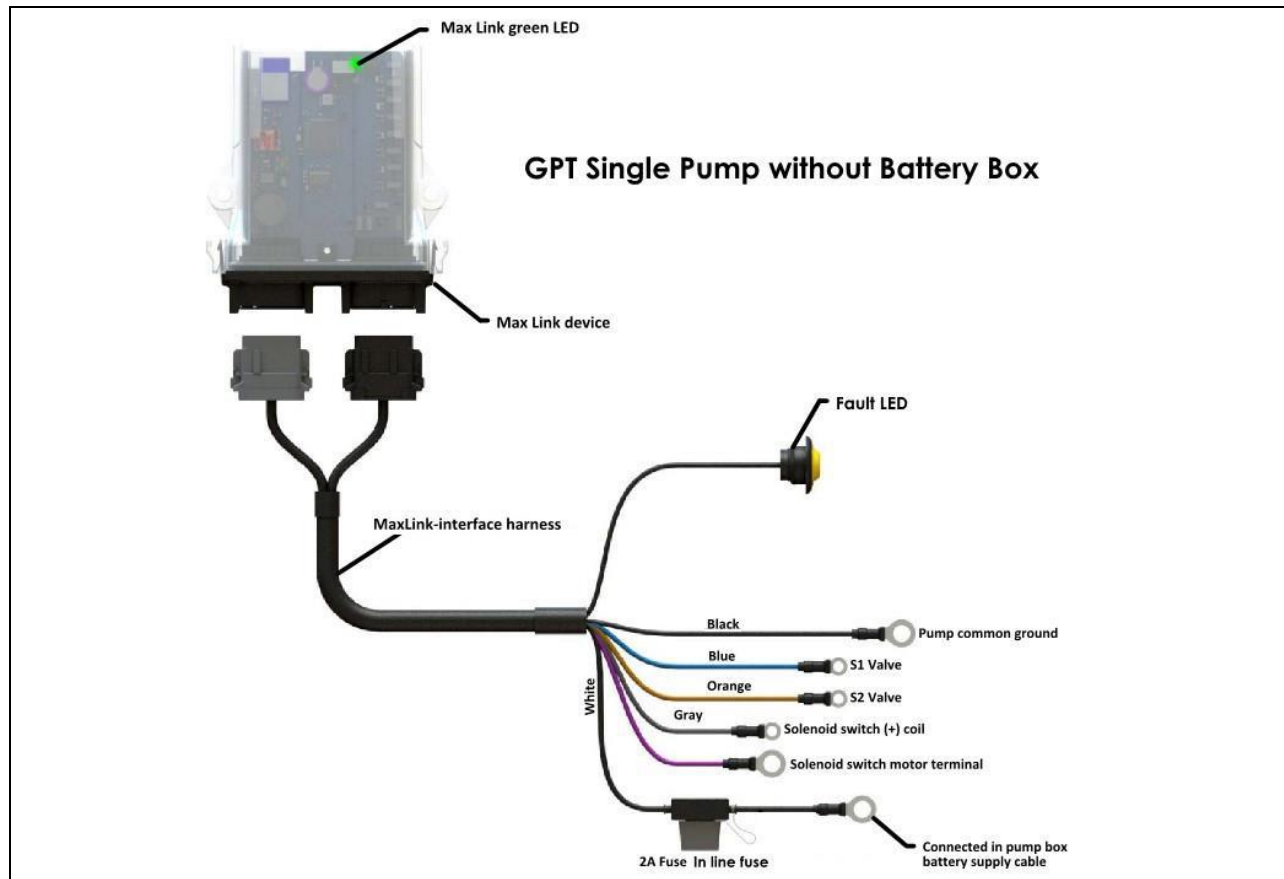 Max Link green LED
GPT Single Pump without Battery Box
Max Link device
Fault LED
MaxLink-interface harness
Black
Pump common ground
Blue
S1 Valve
Orange
S2 Valve
White
Gray
Solenoid switch (+) coil
Solenoid switch motor terminal
2A Fuse In line fuse
Connected in pump box
battery supply cable